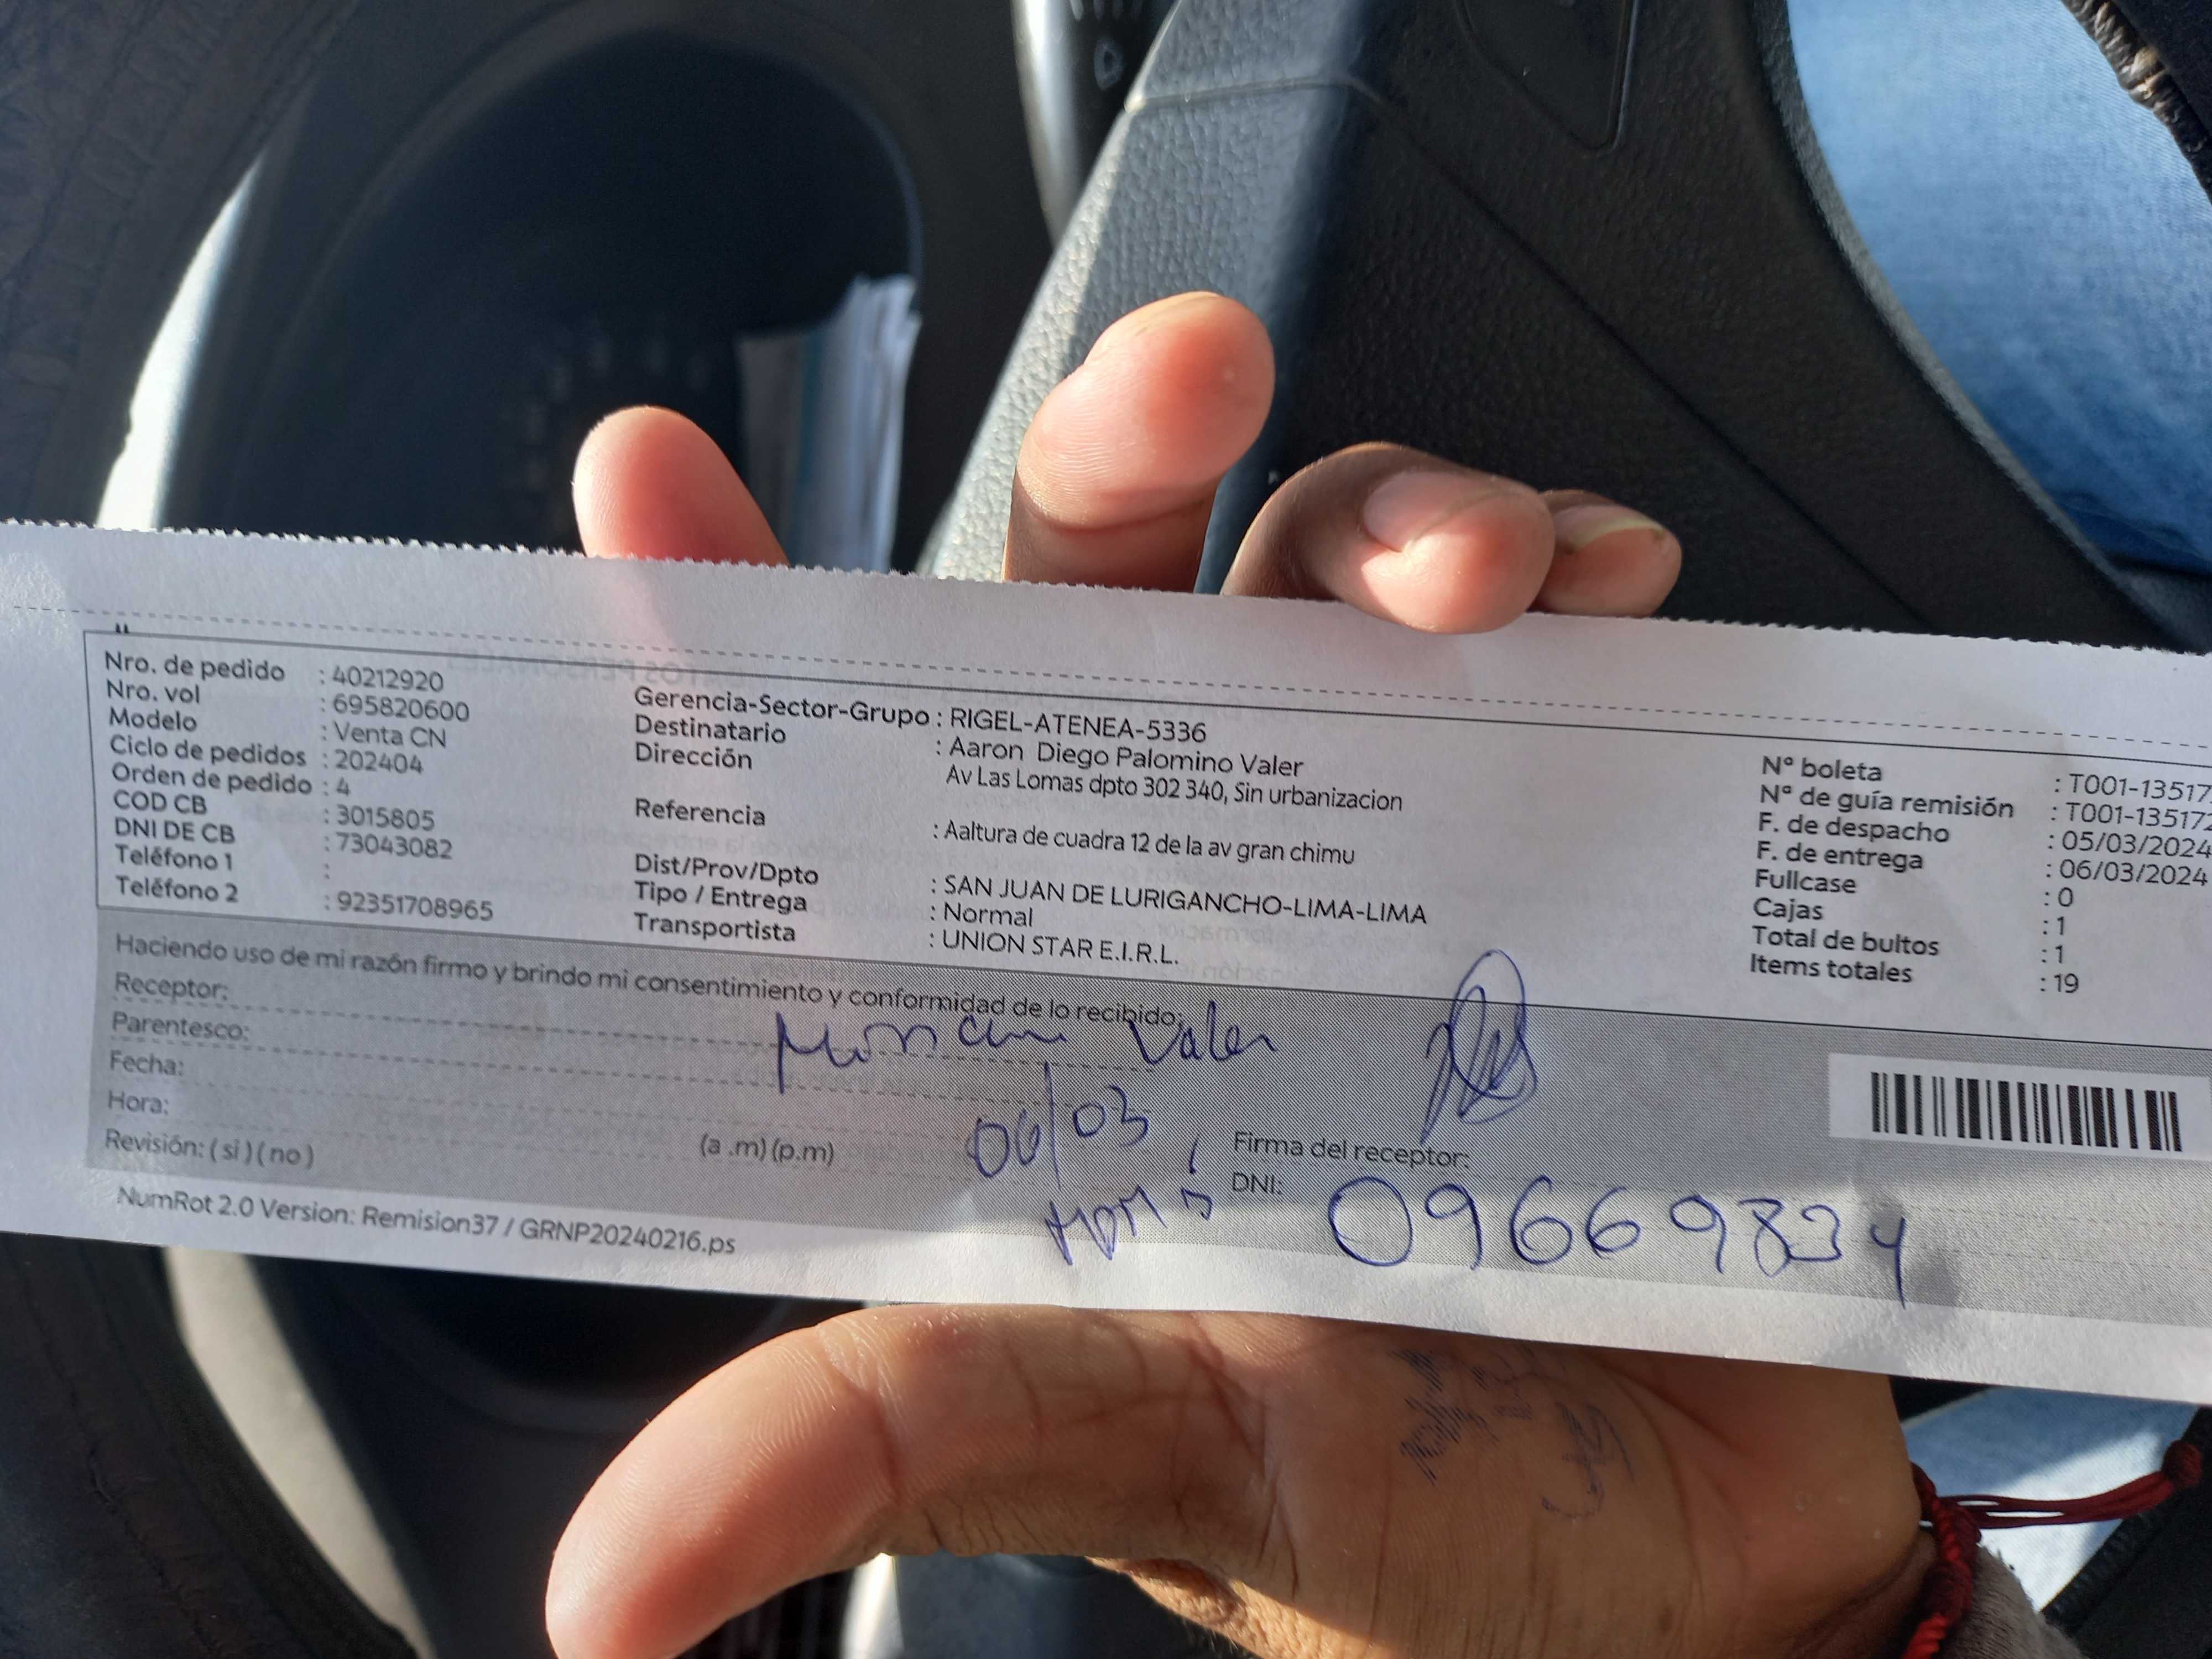 Nro. de pedido : 40212920
Nro. vol : 695820600
Modelo : Venta CN
Ciclo de pedidos : 202404
Orden de pedido : 4
COD CB : 3015805
DNI DE CB : 73043082
Teléfono 1 :
Teléfono 2 : 92351708965
Gerencia-Sector-Grupo : RIGEL-ATENEA-5336
Destinatario : Aaron Diego Palomino Valer
Dirección Av Las Lomas dpto 302 340, Sin urbanizacion
Referencia : Aaltura de cuadra 12 de la av gran chimu
Dist/Prov/Dpto : SAN JUAN DE LURIGANCHO-LIMA-LIMA
Tipo / Entrega : Normal
Transportista : UNION STAR E.I.R.L.
Nº boleta : T001-13517
Nº de guía remisión : T001-135172
F. de despacho : 05/03/2024
F. de entrega : 06/03/2024
Fullcase : 0
Cajas : 1
Total de bultos : 1
Items totales : 19
Haciendo uso de mi razón firmo y brindo mi consentimiento y conformidad de lo recibido:
Receptor:
Valer
Parentesco:
Fecha:
06/03
Hora:
(a .m) (p.m)
Revisión: ( si ) ( no )
Firma del receptor:
DNI: 09669834
NumRot 2.0 Version: Remision37 / GRNP20240216.ps